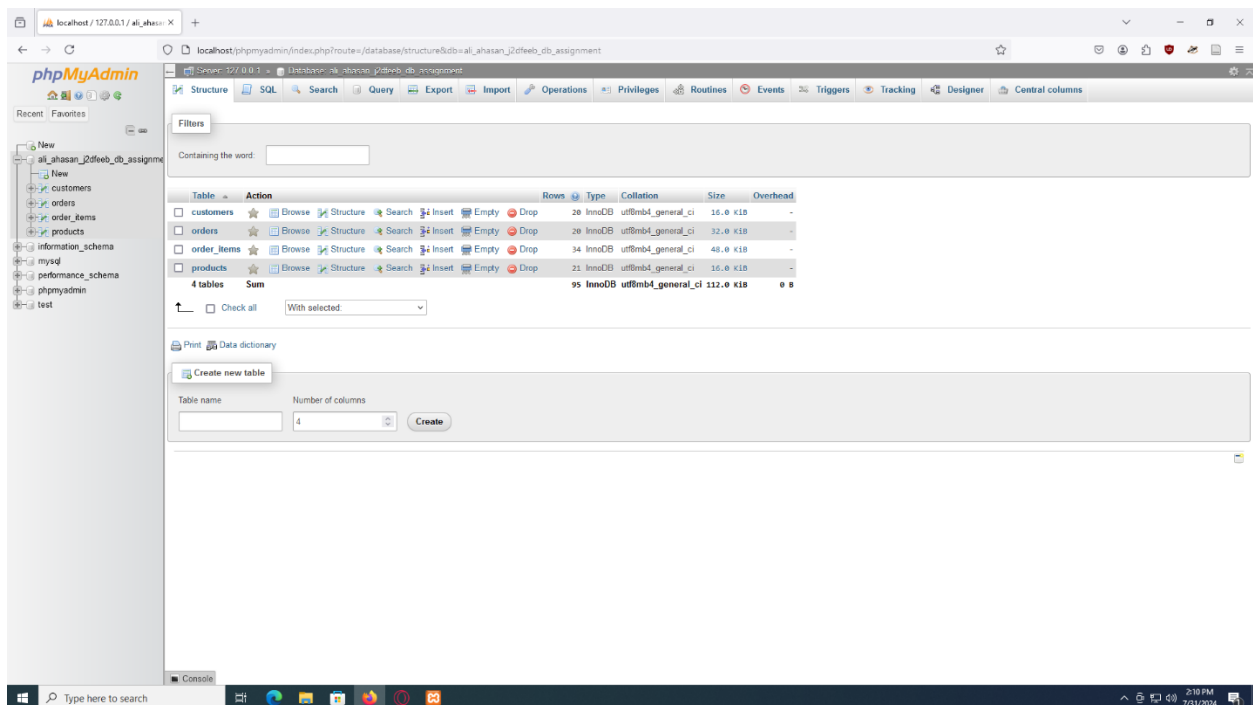 localhost / 127.0.0.1 / ali_ahasan
localhost/phpmyadmin/index.php?route=/database/structure&db=ali_ahasan_j2dfeeb_db_assignment
phpMyAdmin
Recent Favorites
New
ali_ahasan_j2dfeeb_db_assignme
New
customers
orders
order_items
products
information_schema
mysql
performance_schema
phpmyadmin
test
Server: 127.0.0.1 » Database: ali_ahasan_j2dfeeb_db_assignment
Structure SQL Search Query Export Import Operations Privileges Routines Events Triggers Tracking Designer Central columns
Filters
Containing the word:
Table Action Rows Type Collation Size Overhead
customers Browse Structure Search Insert Empty Drop 20 InnoDB utf8mb4_general_ci 16.0 KiB -
orders Browse Structure Search Insert Empty Drop 20 InnoDB utf8mb4_general_ci 32.0 KiB -
order_items Browse Structure Search Insert Empty Drop 34 InnoDB utf8mb4_general_ci 48.0 KiB -
products Browse Structure Search Insert Empty Drop 21 InnoDB utf8mb4_general_ci 16.0 KiB -
4 tables Sum 95 InnoDB utf8mb4_general_ci 112.0 KiB 0 B
Check all With selected:
Print Data dictionary
Create new table
Table name Number of columns
4 Create
Console
Type here to search
2:10 PM
7/31/2024